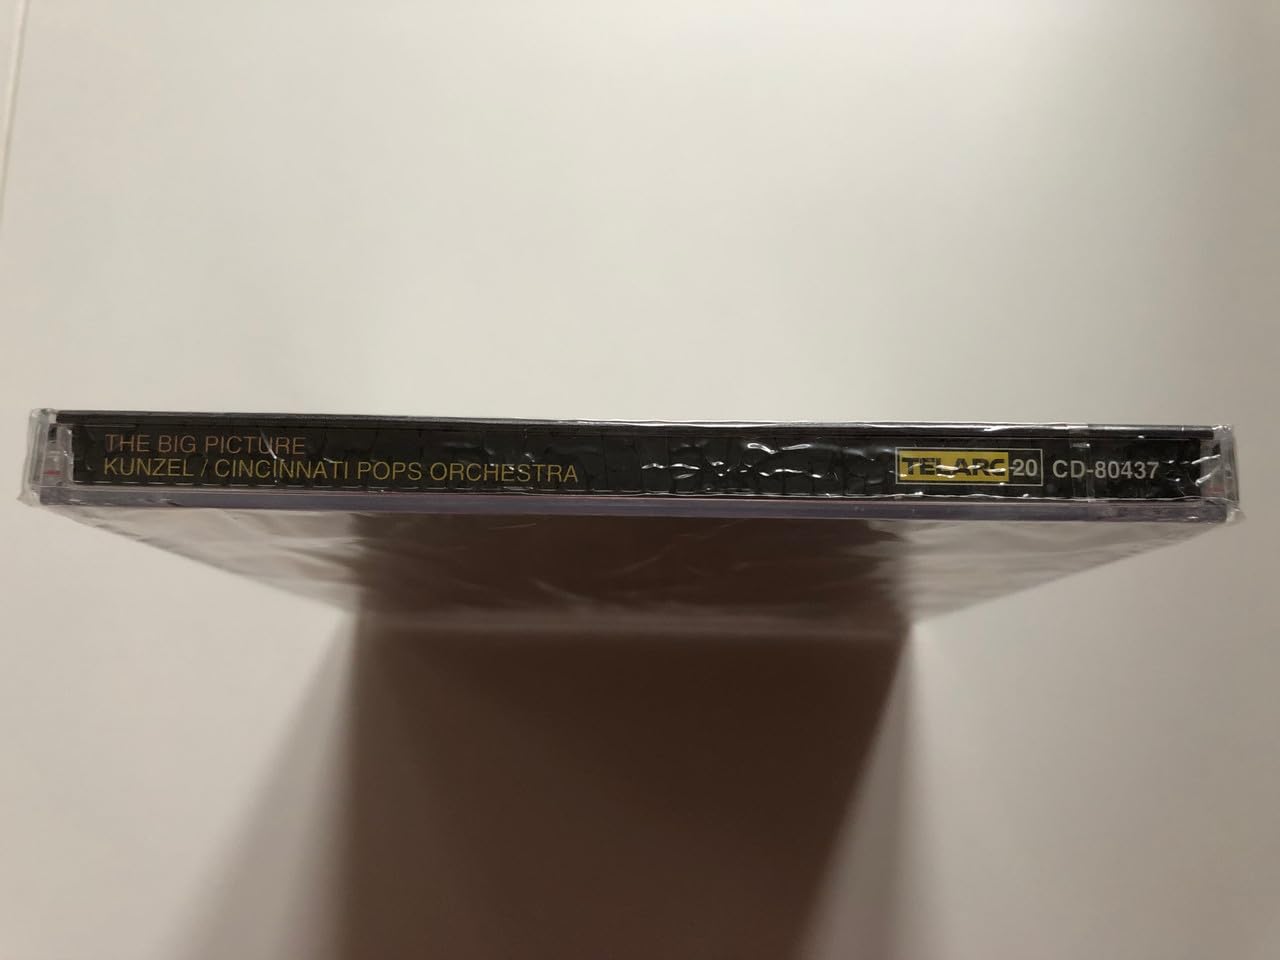 THE BIG PICTURE
KUNZEL / CINCINNATI POPS ORCHESTRA
TELARC 20 CD-80437